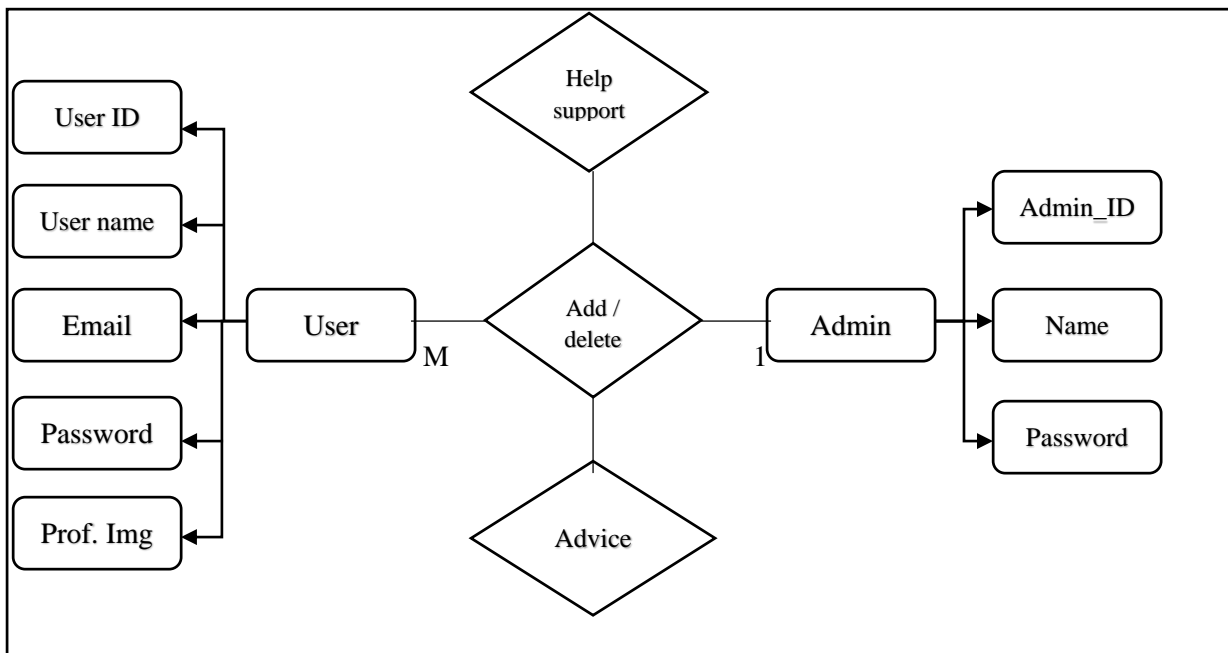 Help
support
User ID
User name
Email
Password
Prof. Img
User
M
Add /
delete
1
Admin
Admin_ID
Name
Password
Advice